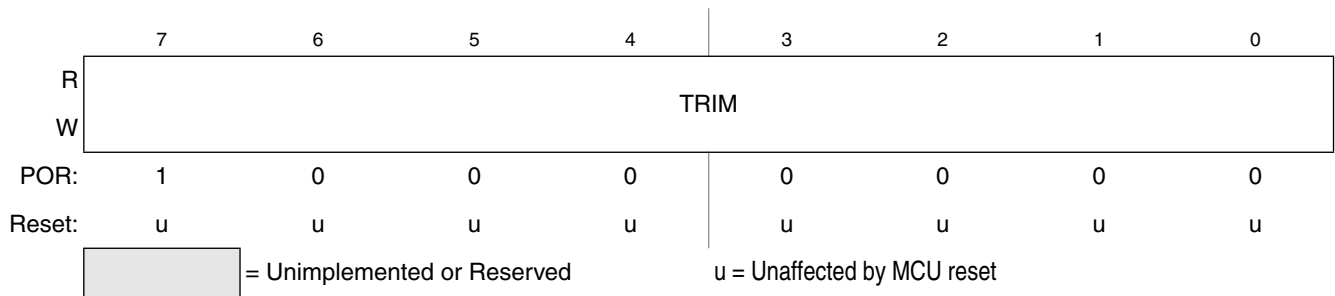 7 6 5 4 3 2 1 0
R
TRIM
W
POR: 1 0 0 0 0 0 0 0
Reset: u u u u u u u u
= Unimplemented or Reserved u = Unaffected by MCU reset